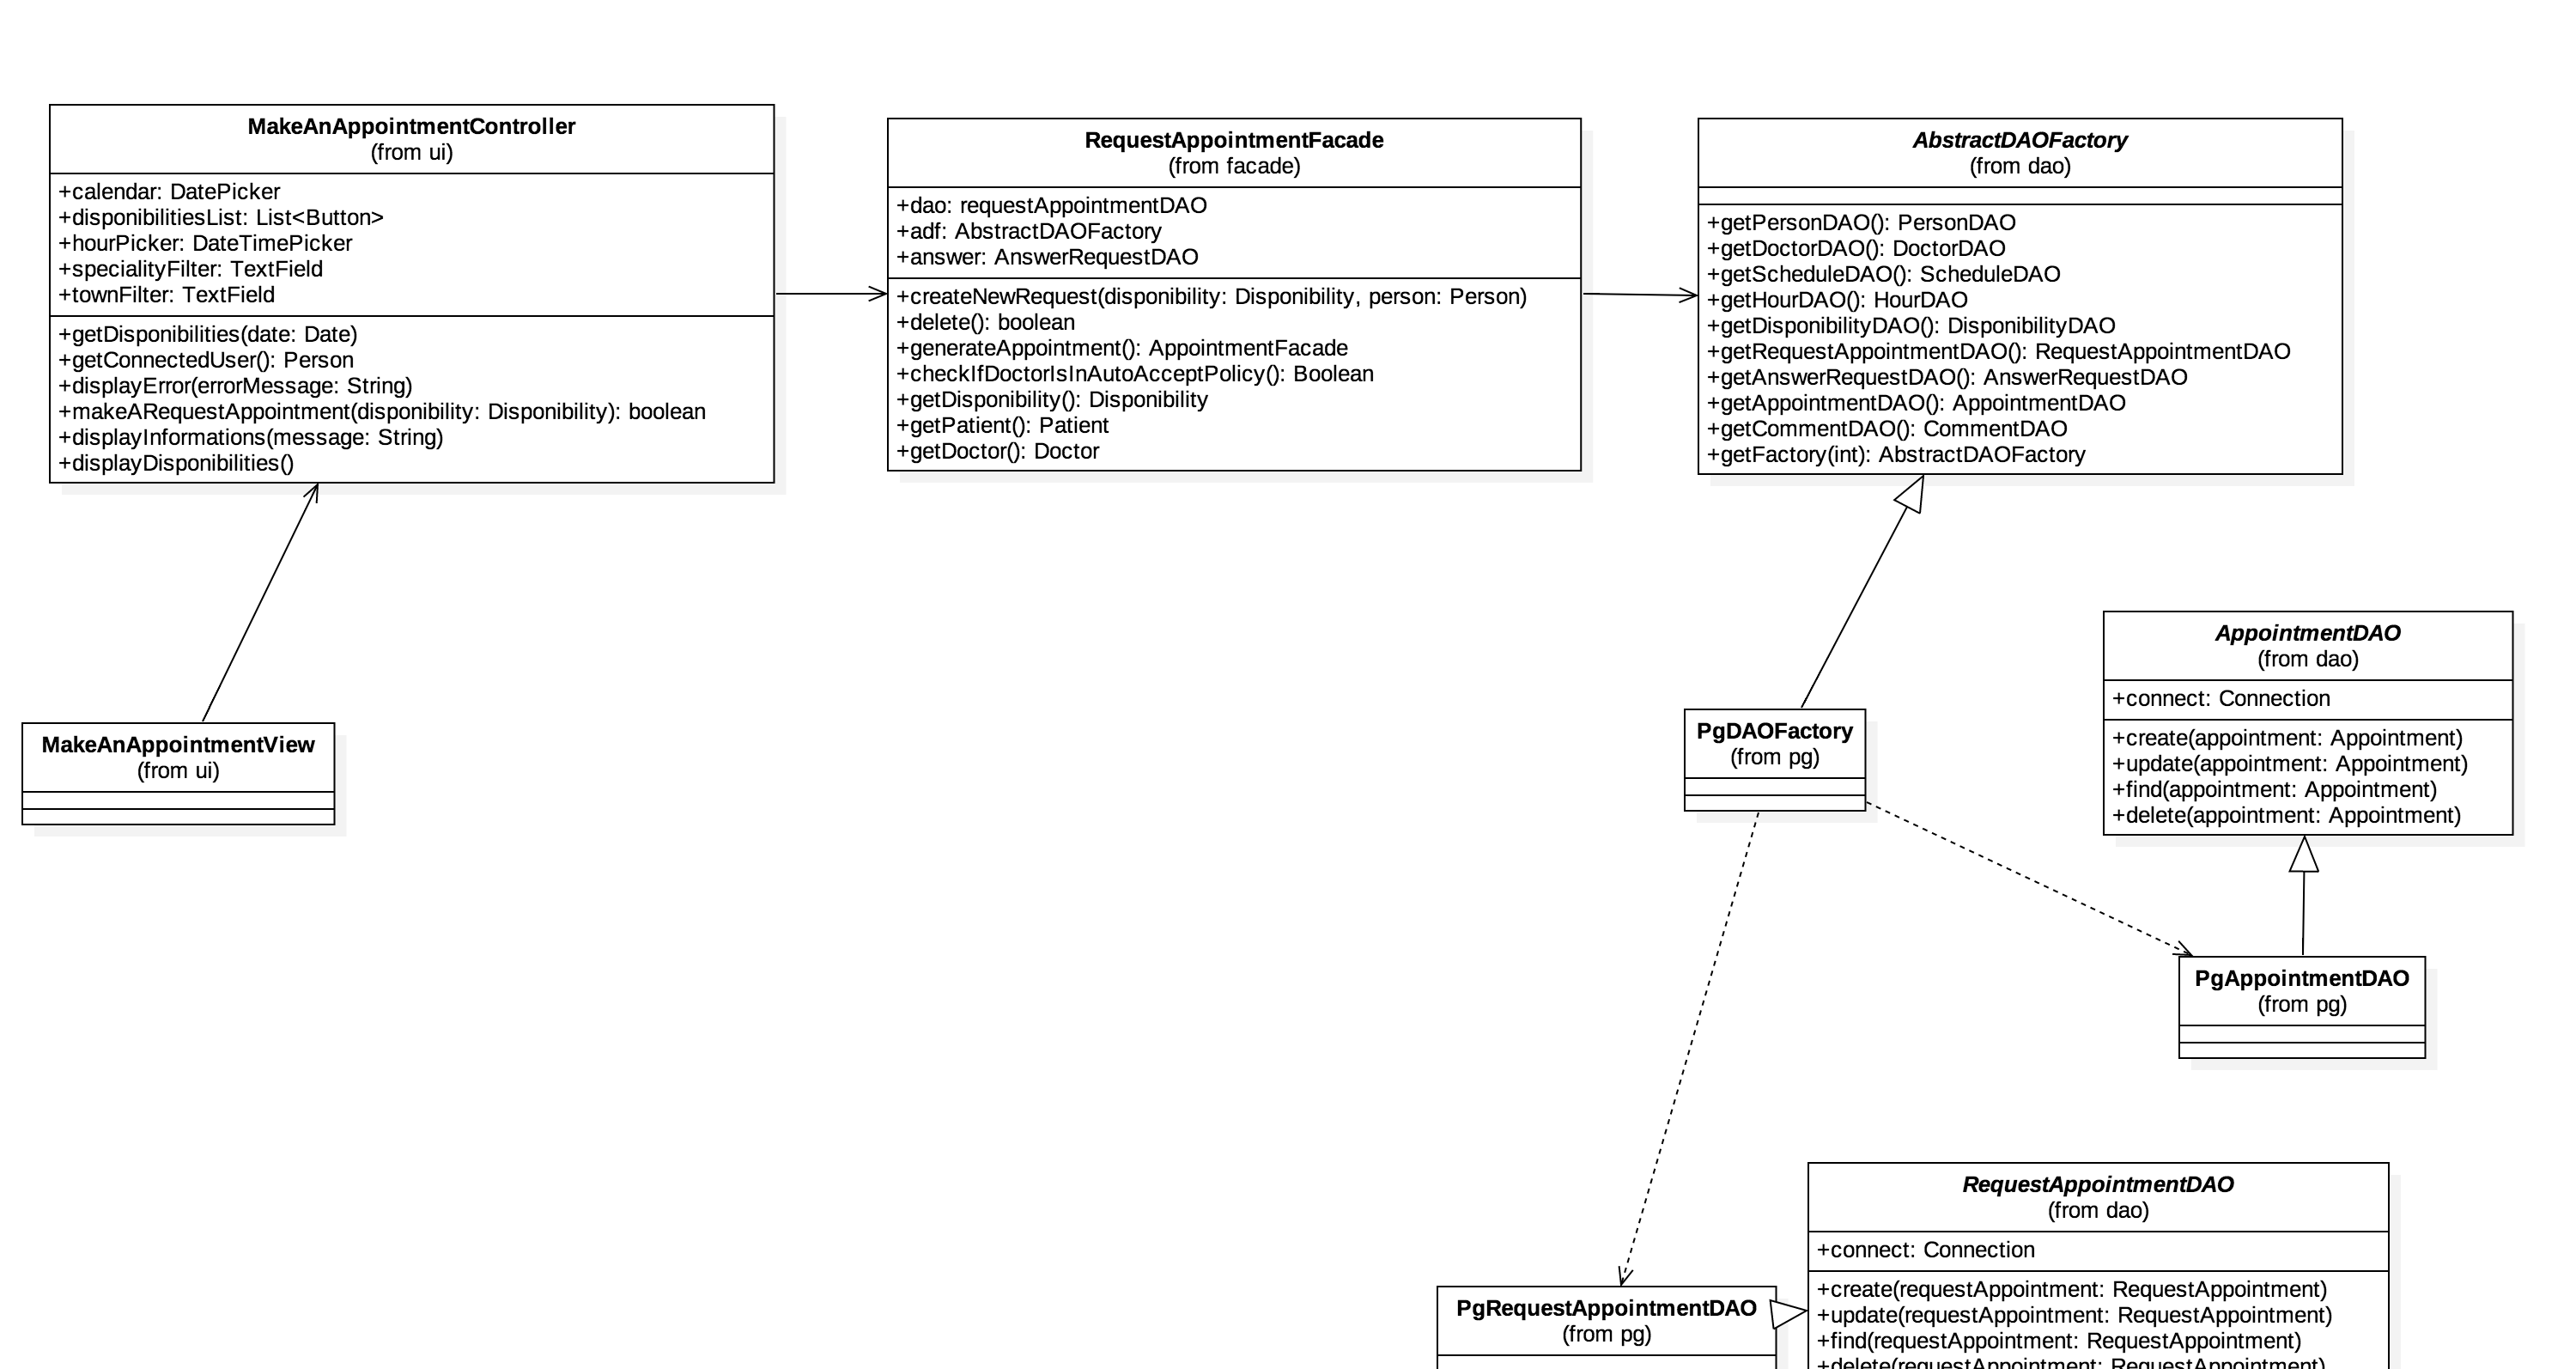 MakeAnAppointmentController
(from ui)
+calendar: DatePicker
+disponibilitiesList: List<Button>
+hourPicker: DateTimePicker
+specialityFilter: TextField
+townFilter: TextField
+getDisponibilities(date: Date)
+getConnectedUser(): Person
+displayError(errorMessage: String)
+makeARequestAppointment(disponibility: Disponibility): boolean
+displayInformations(message: String)
+displayDisponibilities()
RequestAppointmentFacade
(from facade)
+dao: requestAppointmentDAO
+adf: AbstractDAOFactory
+answer: AnswerRequestDAO
+createNewRequest(disponibility: Disponibility, person: Person)
+delete(): boolean
+generateAppointment(): AppointmentFacade
+checkIfDoctorIsInAutoAcceptPolicy(): Boolean
+getDisponibility(): Disponibility
+getPatient(): Patient
+getDoctor(): Doctor
AbstractDAOFactory
(from dao)
+getPersonDAO(): PersonDAO
+getDoctorDAO(): DoctorDAO
+getScheduleDAO(): ScheduleDAO
+getHourDAO(): HourDAO
+getDisponibilityDAO(): DisponibilityDAO
+getRequestAppointmentDAO(): RequestAppointmentDAO
+getAnswerRequestDAO(): AnswerRequestDAO
+getAppointmentDAO(): AppointmentDAO
+getCommentDAO(): CommentDAO
+getFactory(int): AbstractDAOFactory
MakeAnAppointmentView
(from ui)
PgDAOFactory
(from pg)
AppointmentDAO
(from dao)
+connect: Connection
+create(appointment: Appointment)
+update(appointment: Appointment)
+find(appointment: Appointment)
+delete(appointment: Appointment)
PgAppointmentDAO
(from pg)
PgRequestAppointmentDAO
(from pg)
RequestAppointmentDAO
(from dao)
+connect: Connection
+create(requestAppointment: RequestAppointment)
+update(requestAppointment: RequestAppointment)
+find(requestAppointment: RequestAppointment)
+delete(requestAppointment: RequestAppointment)